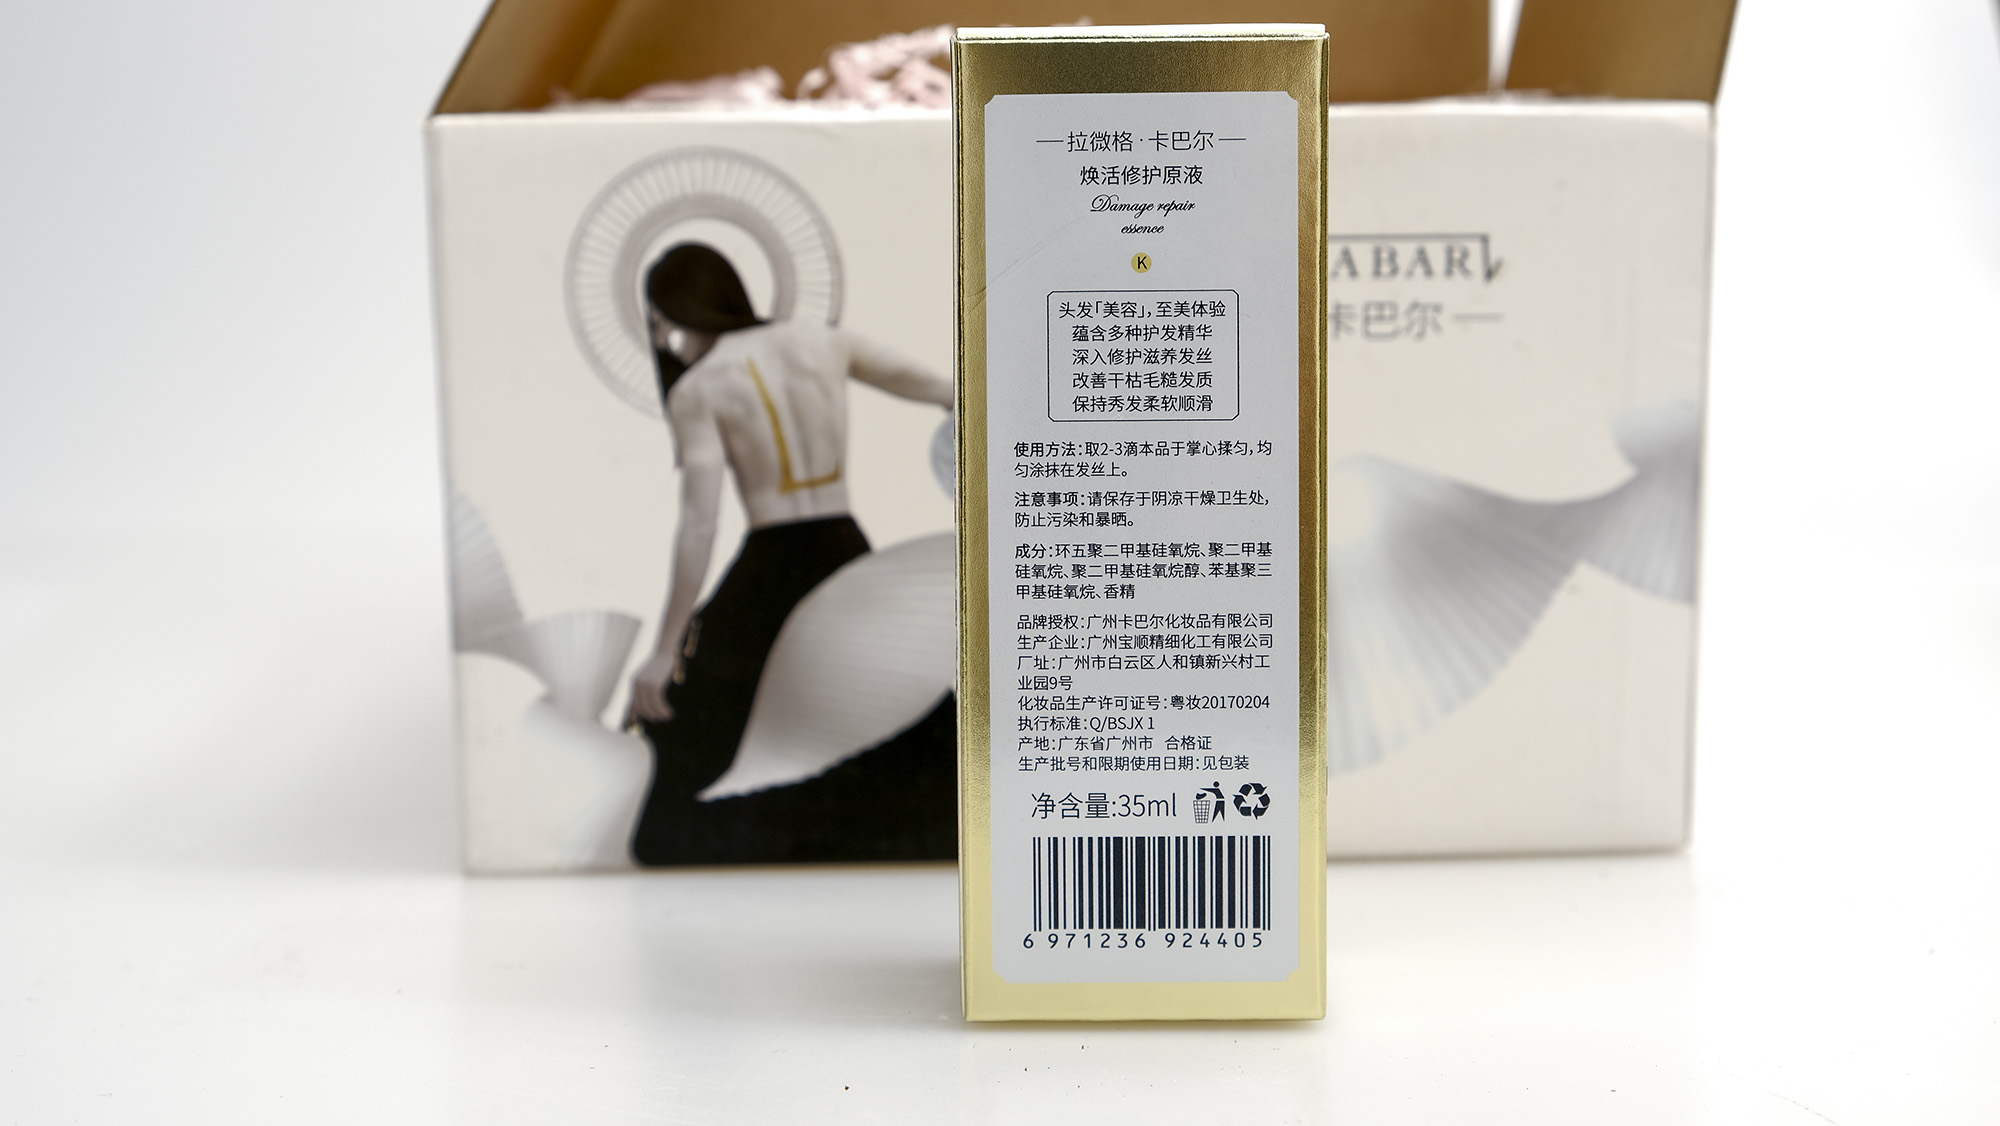 —拉微格·卡巴尔—
焕活修护原液
Damage repair
essence
K
头发「美容」，至美体验
蕴含多种护发精华
深入修护滋养发丝
改善干枯毛糙发质
保持秀发柔软顺滑
使用方法：取2-3滴本品于掌心揉匀，均
匀涂抹在发丝上。
注意事项：请保存于阴凉干燥卫生处，
防止污染和暴晒。
成分：环五聚二甲基硅氧烷、聚二甲基
硅氧烷、聚二甲基硅氧烷醇、苯基聚三
甲基硅氧烷、香精
品牌授权：广州卡巴尔化妆品有限公司
生产企业：广州宝顺精细化工有限公司
厂址：广州市白云区人和镇新兴村工
业园9号
化妆品生产许可证号：粤妆20170204
执行标准：Q/BSJX 1
产地：广东省广州市 合格证
生产批号和限期使用日期：见包装
净含量:35ml
6 971236 924405
ABAR
卡巴尔—